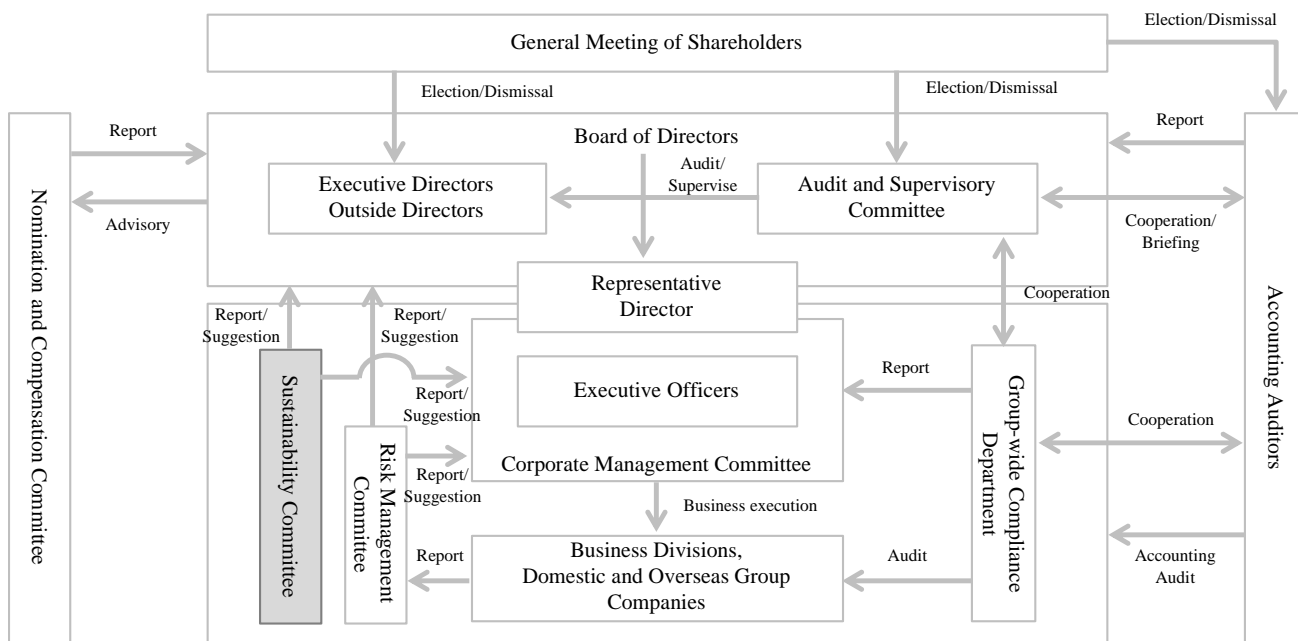 Election/Dismissal
General Meeting of Shareholders
Election/Dismissal
Election/Dismissal
Report
Board of Directors
Report
Audit/
Supervise
Executive Directors
Outside Directors
Audit and Supervisory
Committee
Advisory
Cooperation/
Briefing
Nomination and Compensation Committee
Accounting Auditors
Representative
Director
Cooperation
Report/
Suggestion
Report/
Suggestion
Sustainability Committee
Executive Officers
Report
Report/
Suggestion
Group-wide Compliance
Department
Cooperation
Risk Management
Committee
Corporate Management Committee
Report/
Suggestion
Business execution
Business Divisions,
Domestic and Overseas Group
Companies
Report
Audit
Accounting
Audit